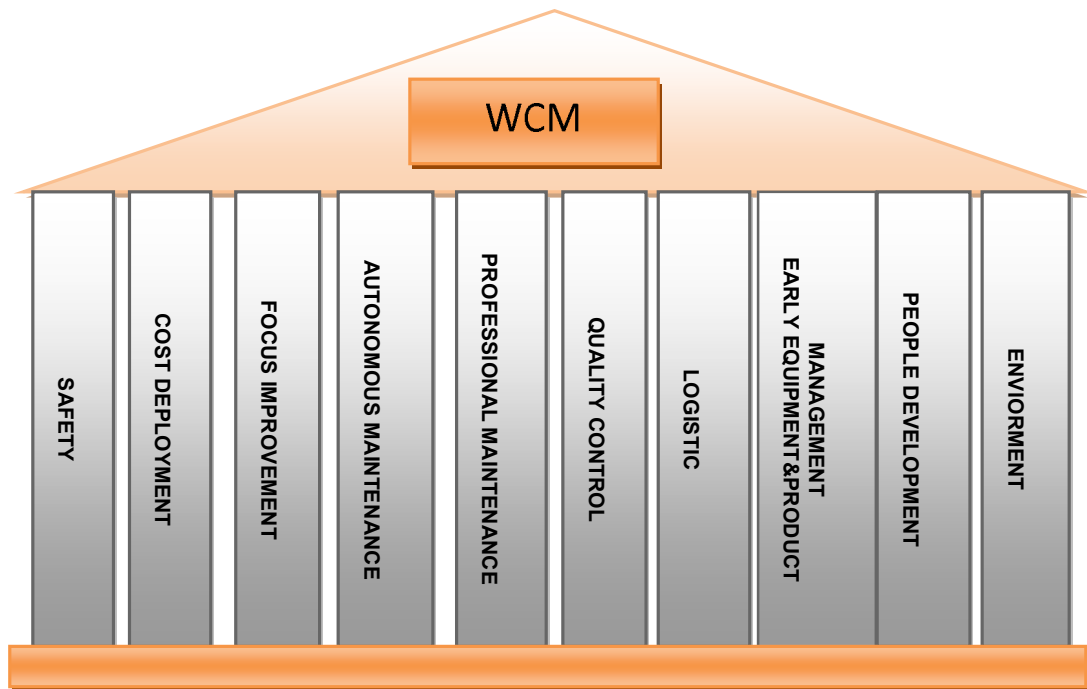 WCM
SAFETY
COST DEPLOYMENT
FOCUS IMPROVEMENT
AUTONOMOUS MAINTENANCE
PROFESSIONAL MAINTENANCE
QUALITY CONTROL
LOGISTIC
MANAGEMENT
EARLY EQUIPMENT&PRODUCT
PEOPLE DEVELOPMENT
ENVIORMENT